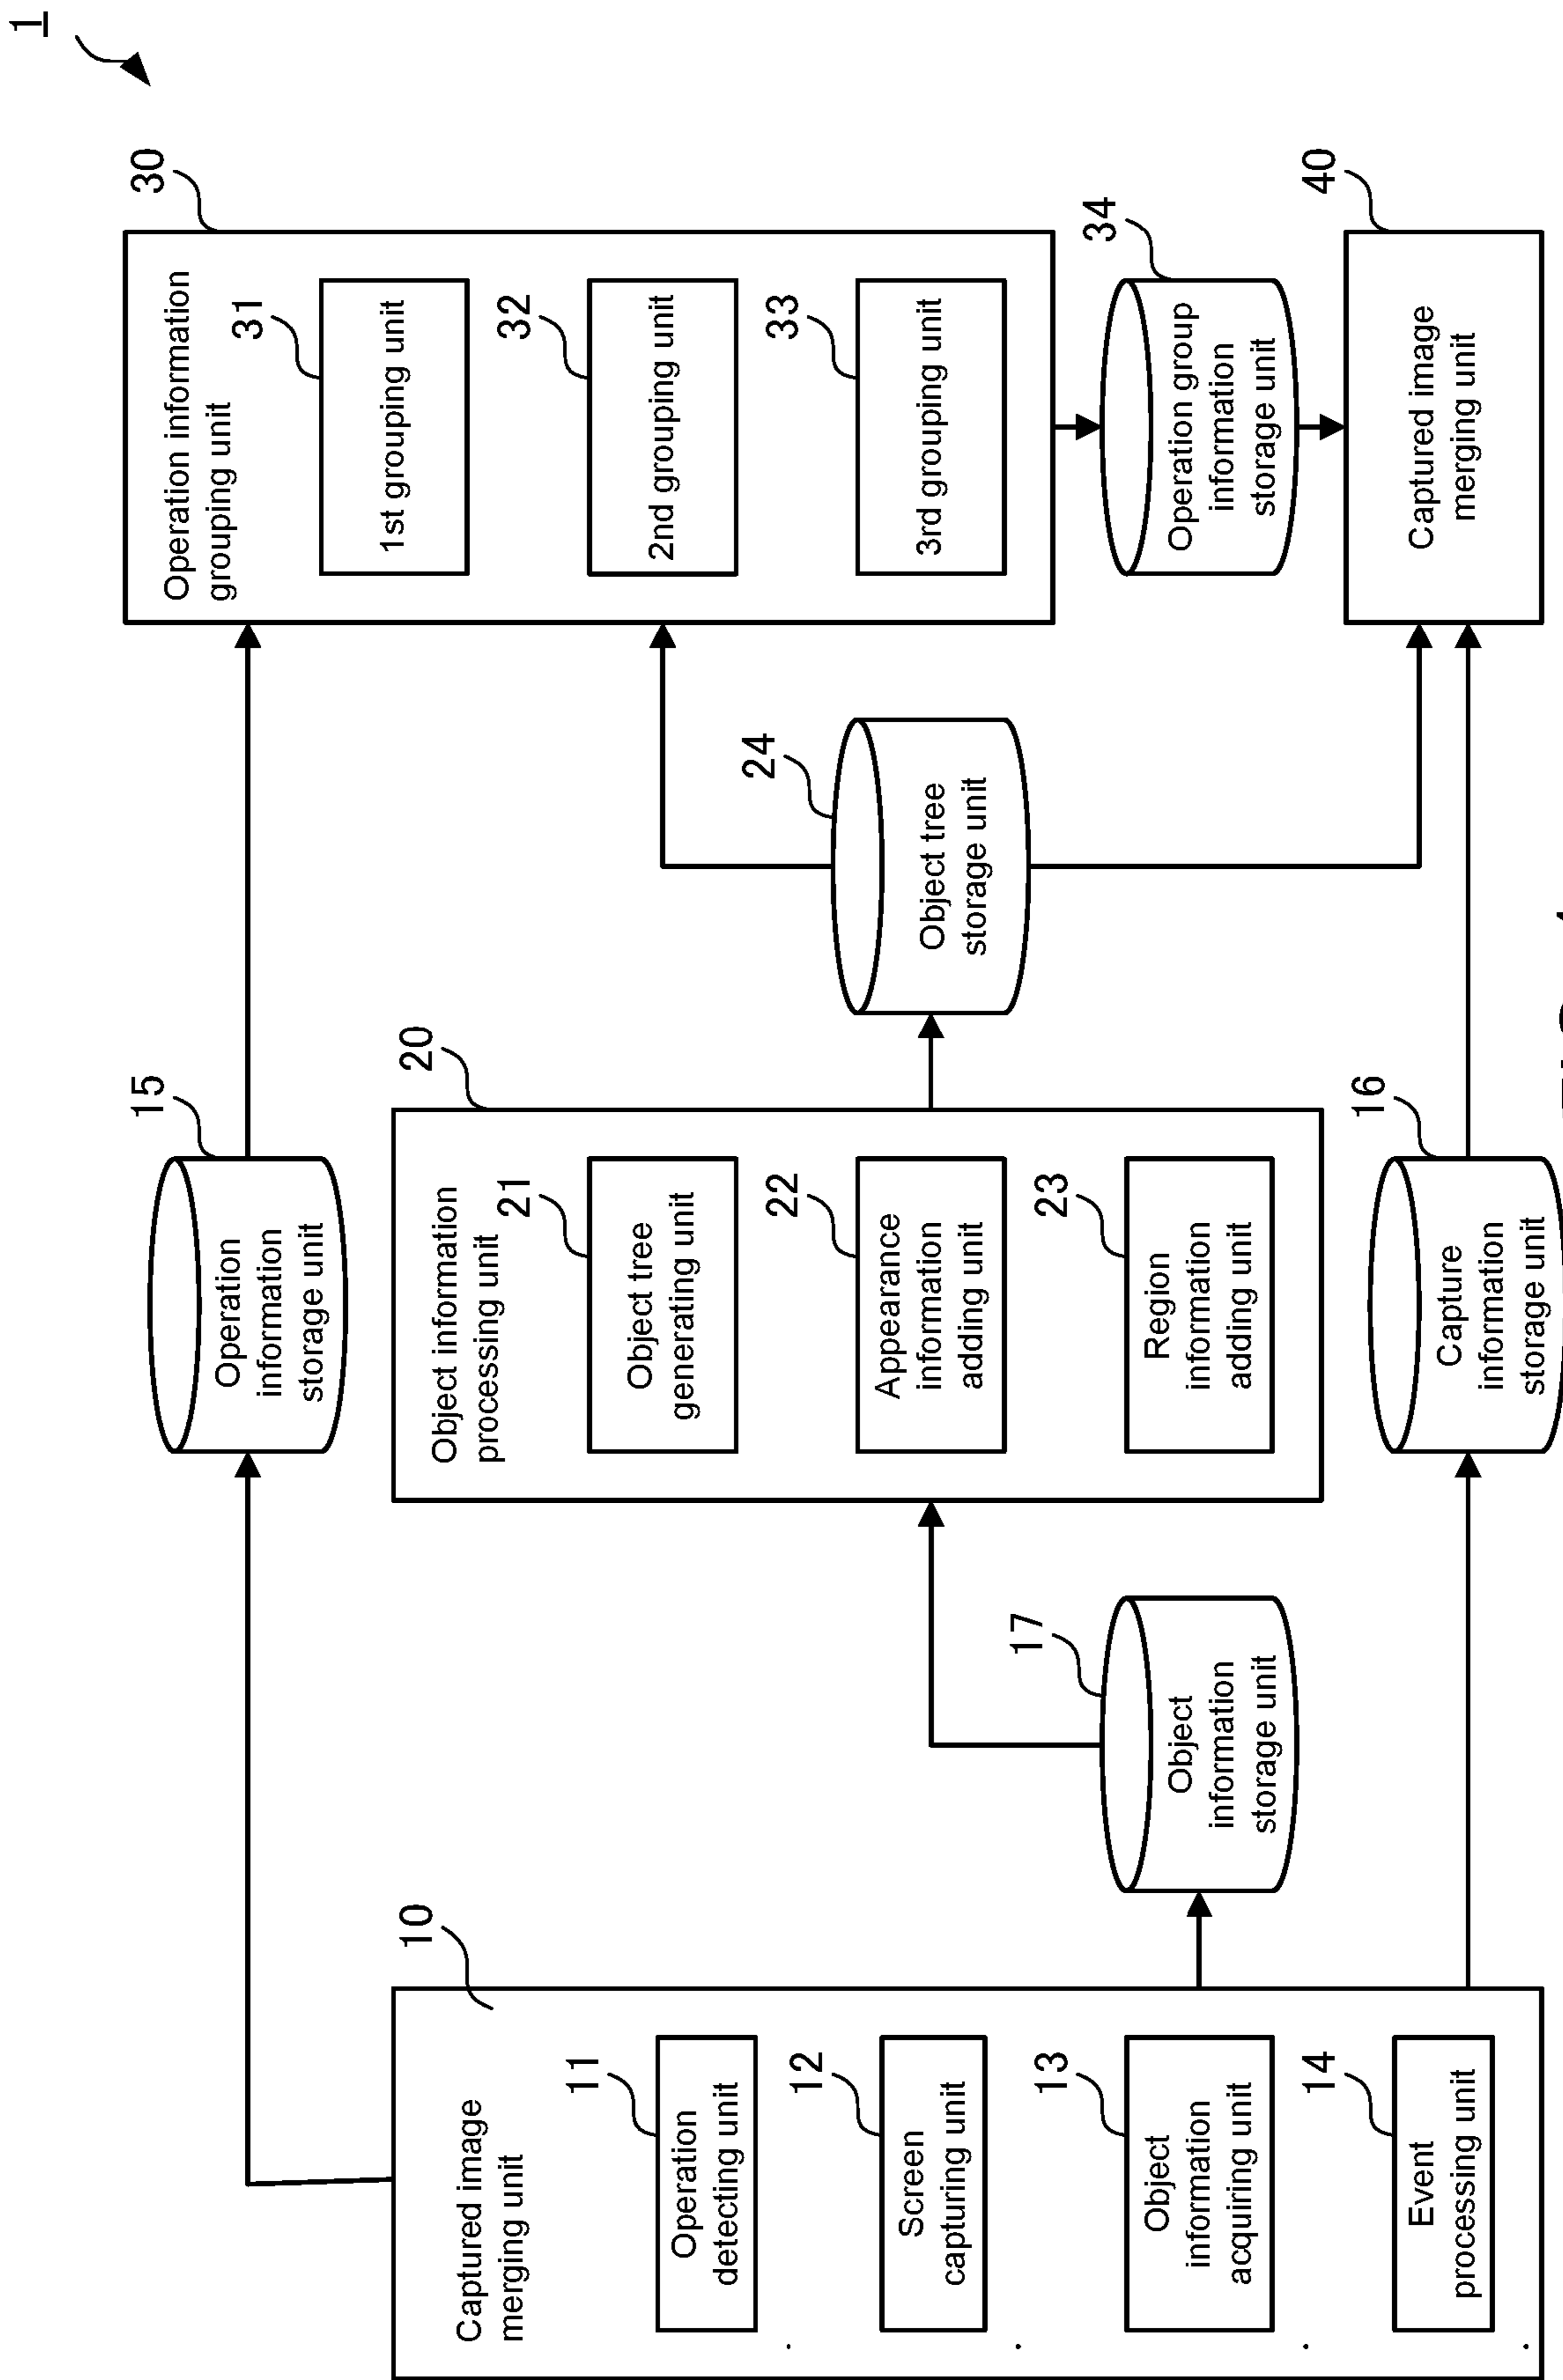 1
10
Captured image
merging unit
11
Operation
detecting unit
12
Screen
capturing unit
13
Object
information
acquiring unit
14
Event
processing unit
15
Operation
information
storage unit
16
Capture
information
storage unit
17
Object
information
storage unit
20
Object information
processing unit
21
Object tree
generating unit
22
Appearance
information
adding unit
23
Region
information
adding unit
24
Object tree
storage unit
30
Operation information
grouping unit
31
1st grouping unit
32
2nd grouping unit
33
3rd grouping unit
34
Operation group
information
storage unit
40
Captured image
merging unit